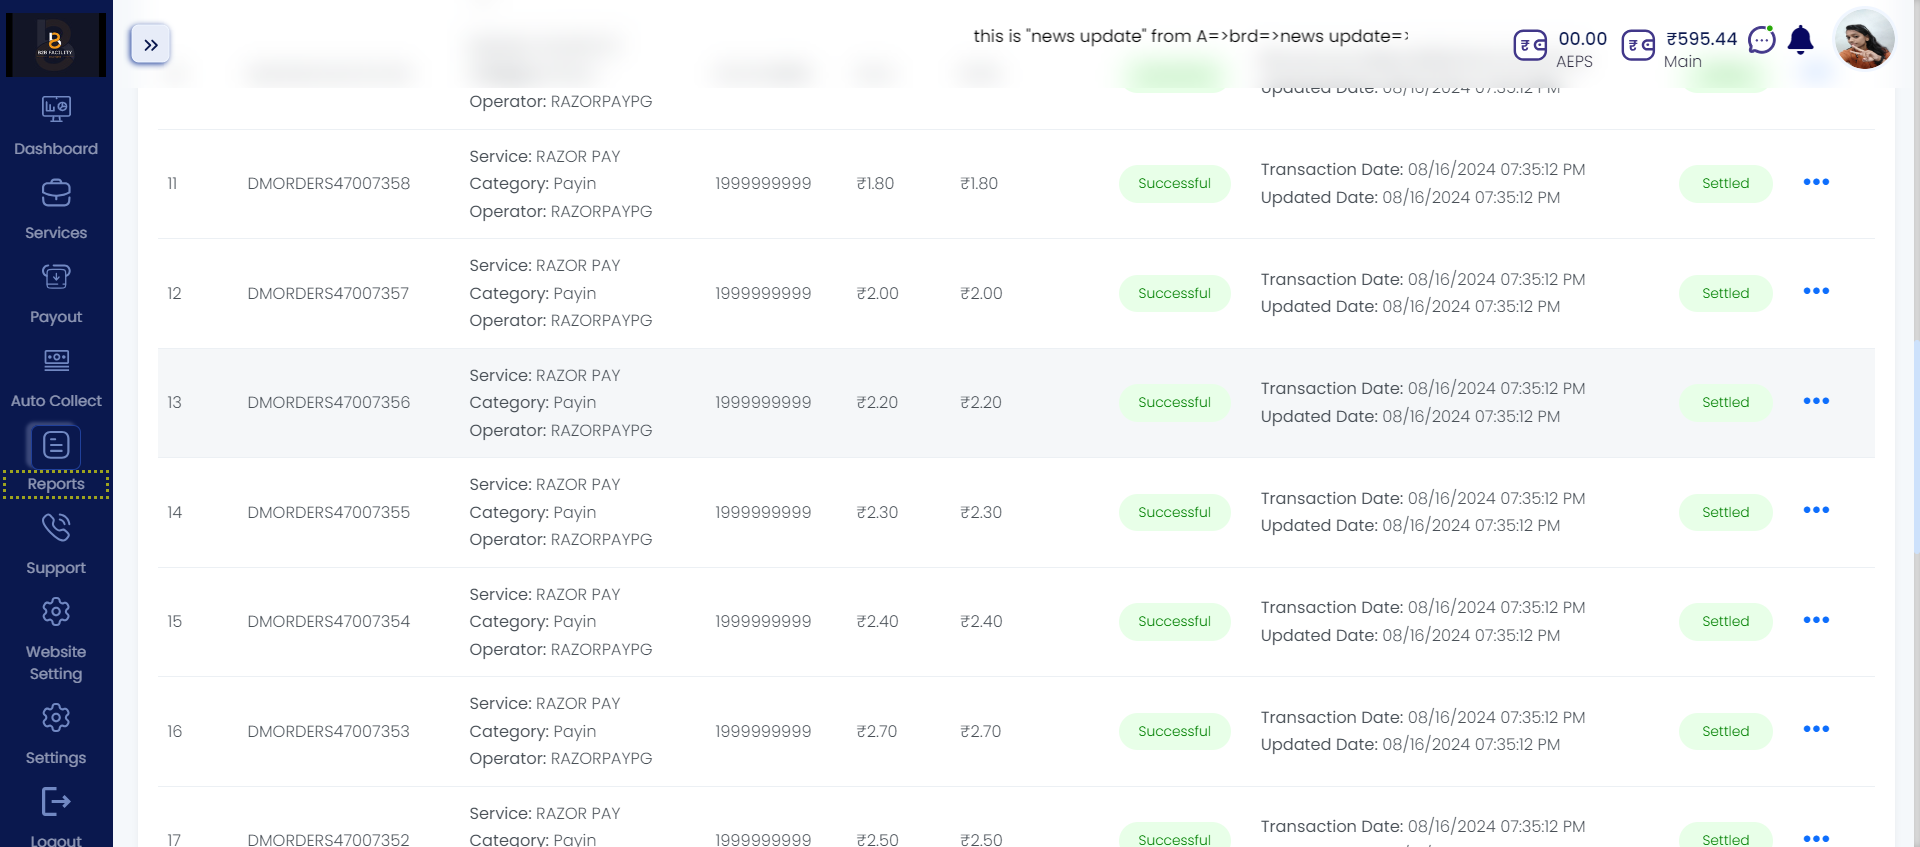 B2B FACILITY
this is "news update" from A=>brd=>news update=>
00.00
AEPS
₹595.44
Main
Dashboard
Services
Payout
Auto Collect
Reports
Support
Website
Setting
Settings
Logout
Operator: RAZORPAYPG
Updated Date: 08/16/2024 07:35:12 PM
11
DMORDERS47007358
Service: RAZOR PAY
Category: Payin
Operator: RAZORPAYPG
1999999999
₹1.80
₹1.80
Successful
Transaction Date: 08/16/2024 07:35:12 PM
Updated Date: 08/16/2024 07:35:12 PM
Settled
12
DMORDERS47007357
Service: RAZOR PAY
Category: Payin
Operator: RAZORPAYPG
1999999999
₹2.00
₹2.00
Successful
Transaction Date: 08/16/2024 07:35:12 PM
Updated Date: 08/16/2024 07:35:12 PM
Settled
13
DMORDERS47007356
Service: RAZOR PAY
Category: Payin
Operator: RAZORPAYPG
1999999999
₹2.20
₹2.20
Successful
Transaction Date: 08/16/2024 07:35:12 PM
Updated Date: 08/16/2024 07:35:12 PM
Settled
14
DMORDERS47007355
Service: RAZOR PAY
Category: Payin
Operator: RAZORPAYPG
1999999999
₹2.30
₹2.30
Successful
Transaction Date: 08/16/2024 07:35:12 PM
Updated Date: 08/16/2024 07:35:12 PM
Settled
15
DMORDERS47007354
Service: RAZOR PAY
Category: Payin
Operator: RAZORPAYPG
1999999999
₹2.40
₹2.40
Successful
Transaction Date: 08/16/2024 07:35:12 PM
Updated Date: 08/16/2024 07:35:12 PM
Settled
16
DMORDERS47007353
Service: RAZOR PAY
Category: Payin
Operator: RAZORPAYPG
1999999999
₹2.70
₹2.70
Successful
Transaction Date: 08/16/2024 07:35:12 PM
Updated Date: 08/16/2024 07:35:12 PM
Settled
17
DMORDERS47007352
Service: RAZOR PAY
Category: Payin
1999999999
₹2.50
₹2.50
Successful
Transaction Date: 08/16/2024 07:35:12 PM
Settled